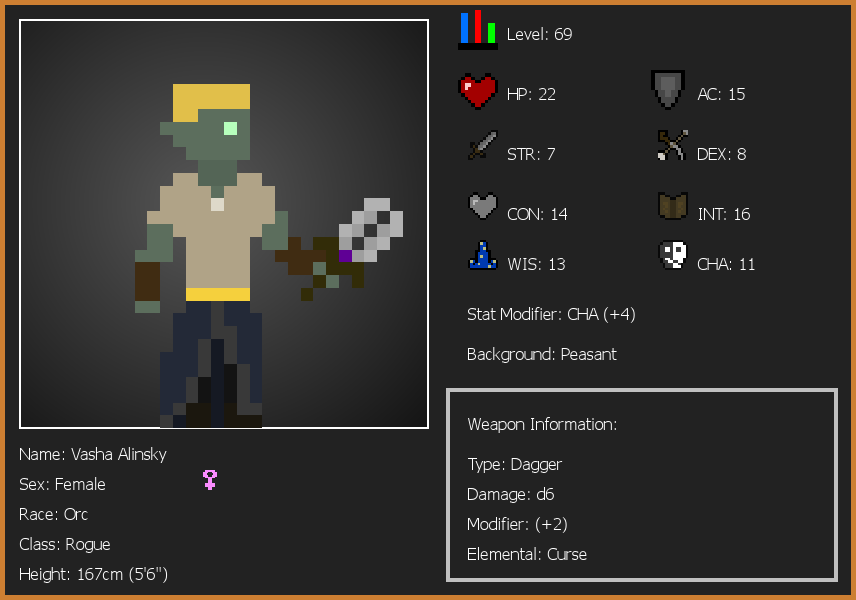 Level: 69
HP: 22
AC: 15
STR: 7
DEX: 8
CON: 14
INT: 16
WIS: 13
CHA: 11
Stat Modifier: CHA (+4)
Background: Peasant
Weapon Information:
Type: Dagger
Damage: d6
Modifier: (+2)
Elemental: Curse
Name: Vasha Alinsky
Sex: Female
Race: Orc
Class: Rogue
Height: 167cm (5'6")